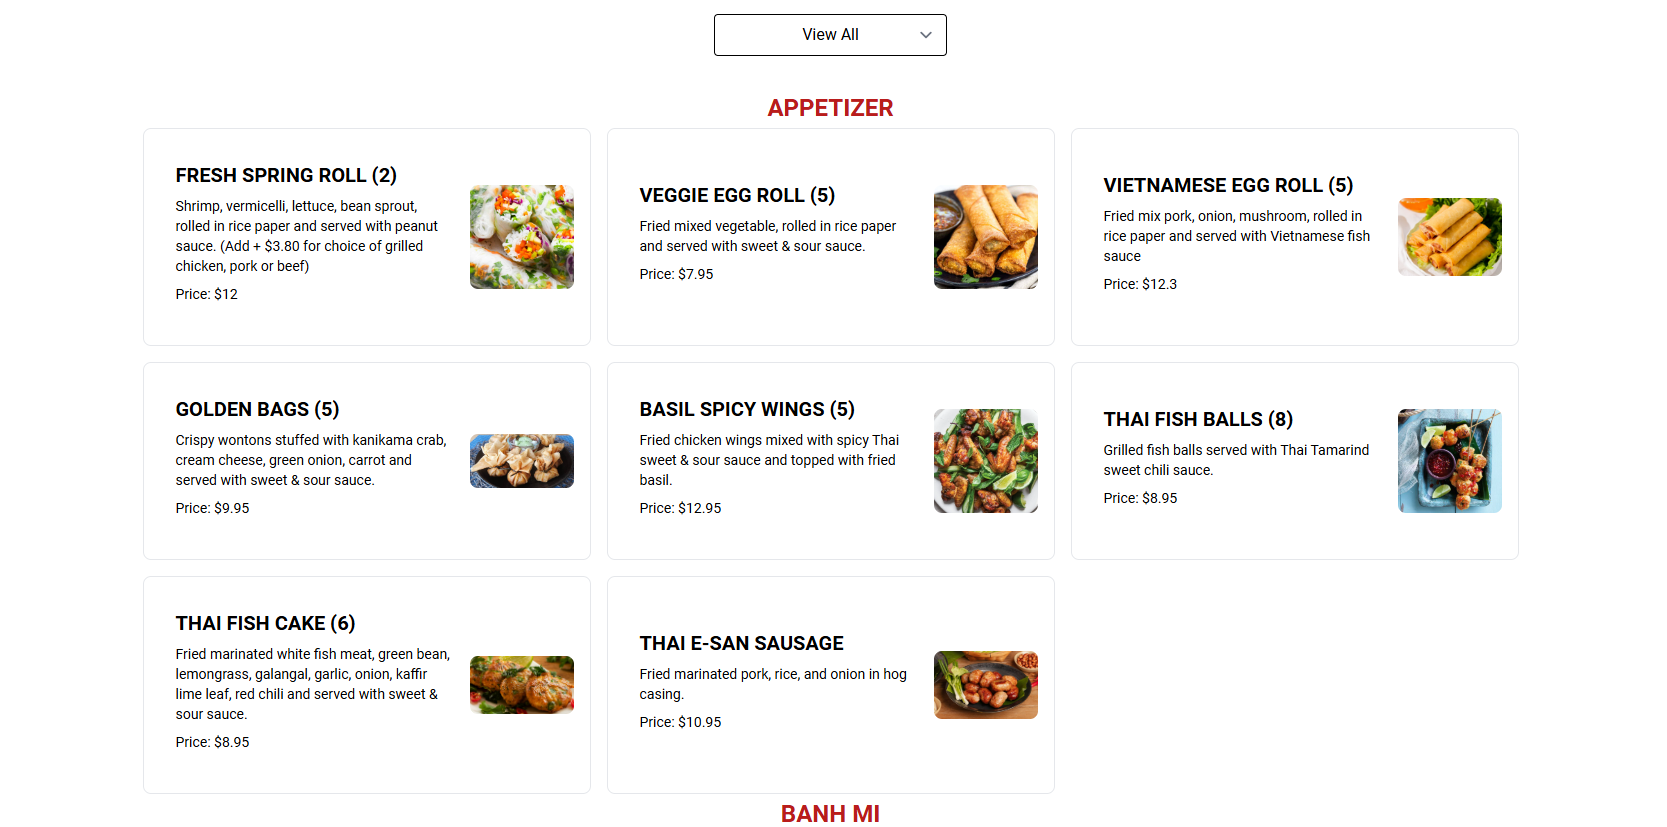 View All
APPETIZER
FRESH SPRING ROLL (2)
Shrimp, vermicelli, lettuce, bean sprout,
rolled in rice paper and served with peanut
sauce. (Add + $3.80 for choice of grilled
chicken, pork or beef)
Price: $12
VEGGIE EGG ROLL (5)
Fried mixed vegetable, rolled in rice paper
and served with sweet & sour sauce.
Price: $7.95
VIETNAMESE EGG ROLL (5)
Fried mix pork, onion, mushroom, rolled in
rice paper and served with Vietnamese fish
sauce
Price: $12.3
GOLDEN BAGS (5)
Crispy wontons stuffed with kanikama crab,
cream cheese, green onion, carrot and
served with sweet & sour sauce.
Price: $9.95
BASIL SPICY WINGS (5)
Fried chicken wings mixed with spicy Thai
sweet & sour sauce and topped with fried
basil.
Price: $12.95
THAI FISH BALLS (8)
Grilled fish balls served with Thai Tamarind
sweet chili sauce.
Price: $8.95
THAI FISH CAKE (6)
Fried marinated white fish meat, green bean,
lemongrass, galangal, garlic, onion, kaffir
lime leaf, red chili and served with sweet &
sour sauce.
Price: $8.95
THAI E-SAN SAUSAGE
Fried marinated pork, rice, and onion in hog
casing.
Price: $10.95
BANH MI